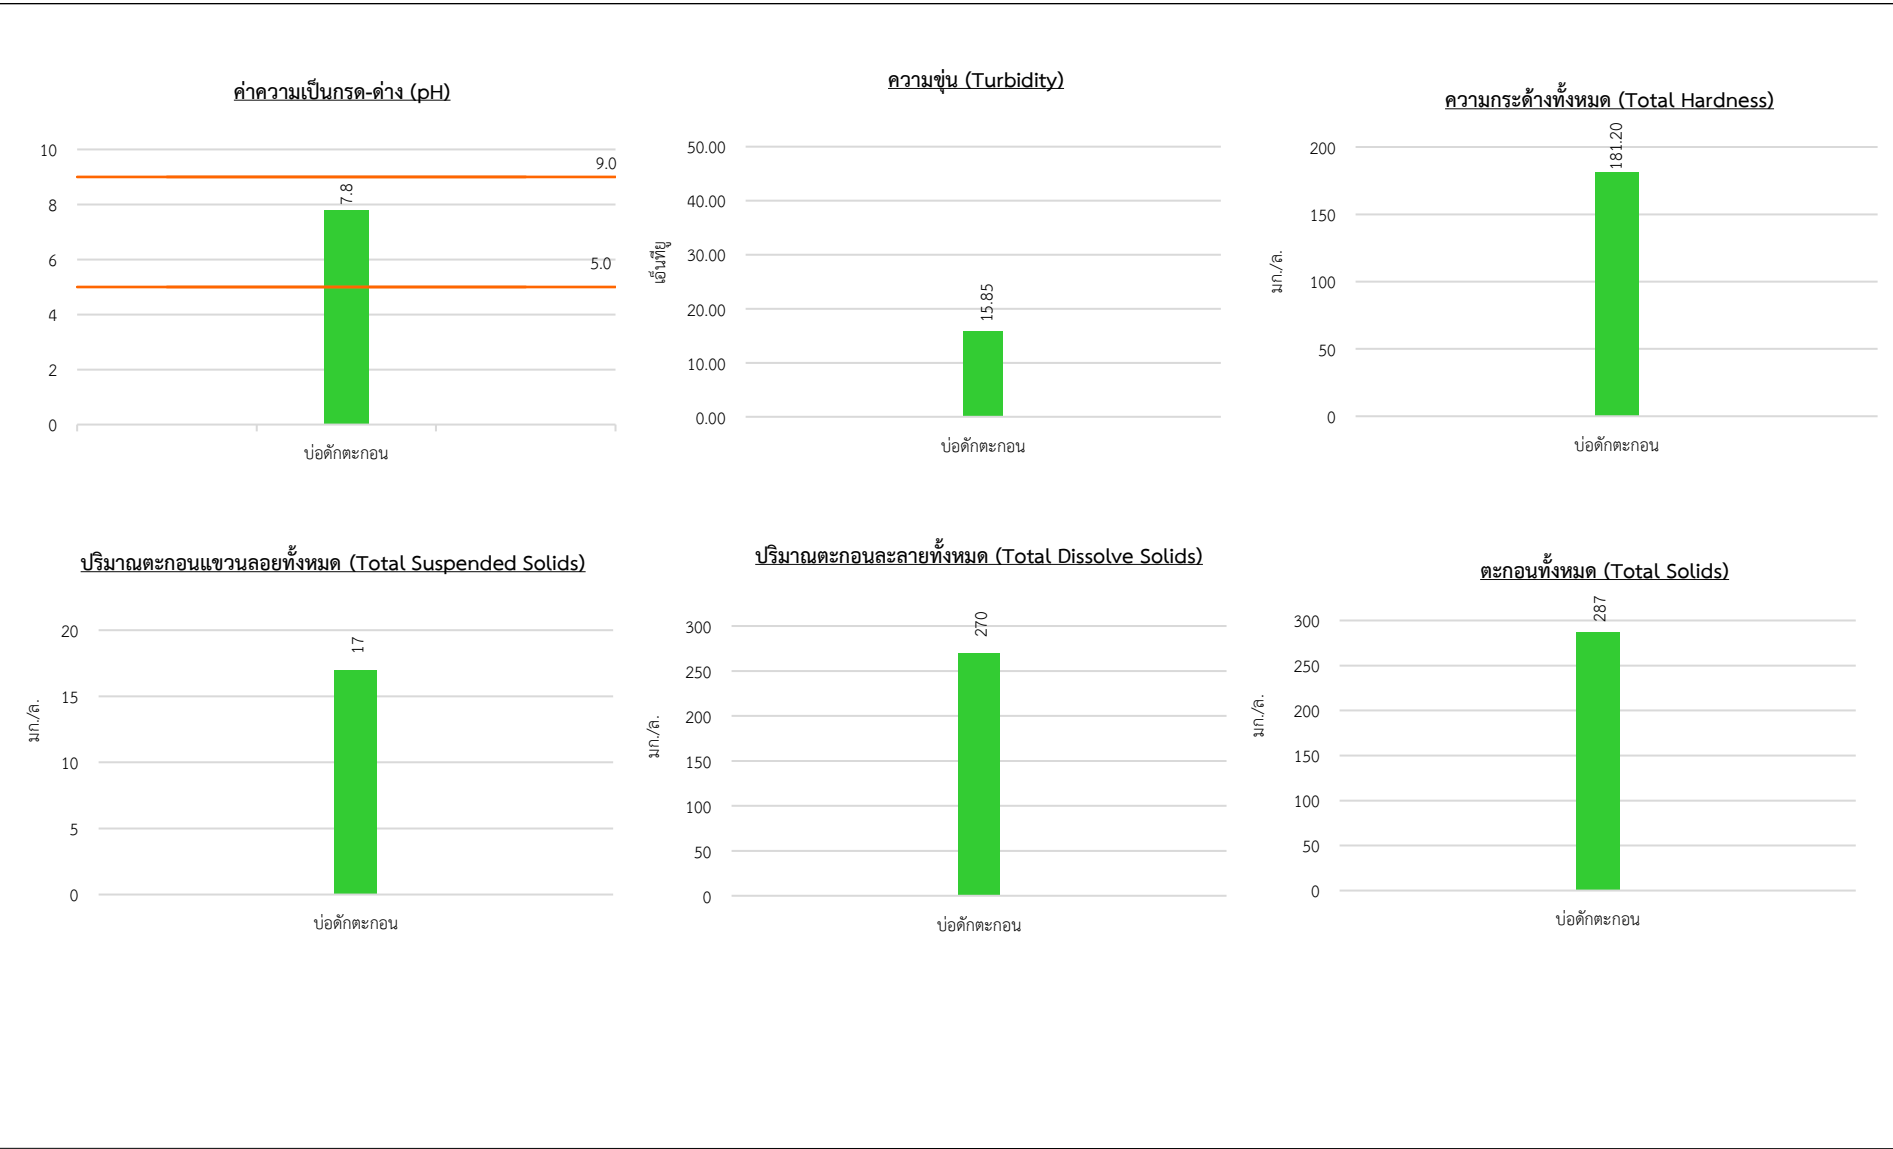 ค่าความเป็นกรด-ด่าง (pH)
10
9.0
8
7.8
6
5.0
4
2
0
บ่อดักตะกอน
ความขุ่น (Turbidity)
เอ็นทียู
50.00
40.00
30.00
20.00
15.85
10.00
0.00
บ่อดักตะกอน
ความกระด้างทั้งหมด (Total Hardness)
มก./ล.
181.20
200
150
100
50
0
บ่อดักตะกอน
ปริมาณตะกอนแขวนลอยทั้งหมด (Total Suspended Solids)
มก./ล.
20
17
15
10
5
0
บ่อดักตะกอน
ปริมาณตะกอนละลายทั้งหมด (Total Dissolve Solids)
มก./ล.
270
300
250
200
150
100
50
0
บ่อดักตะกอน
ตะกอนทั้งหมด (Total Solids)
มก./ล.
287
300
250
200
150
100
50
0
บ่อดักตะกอน